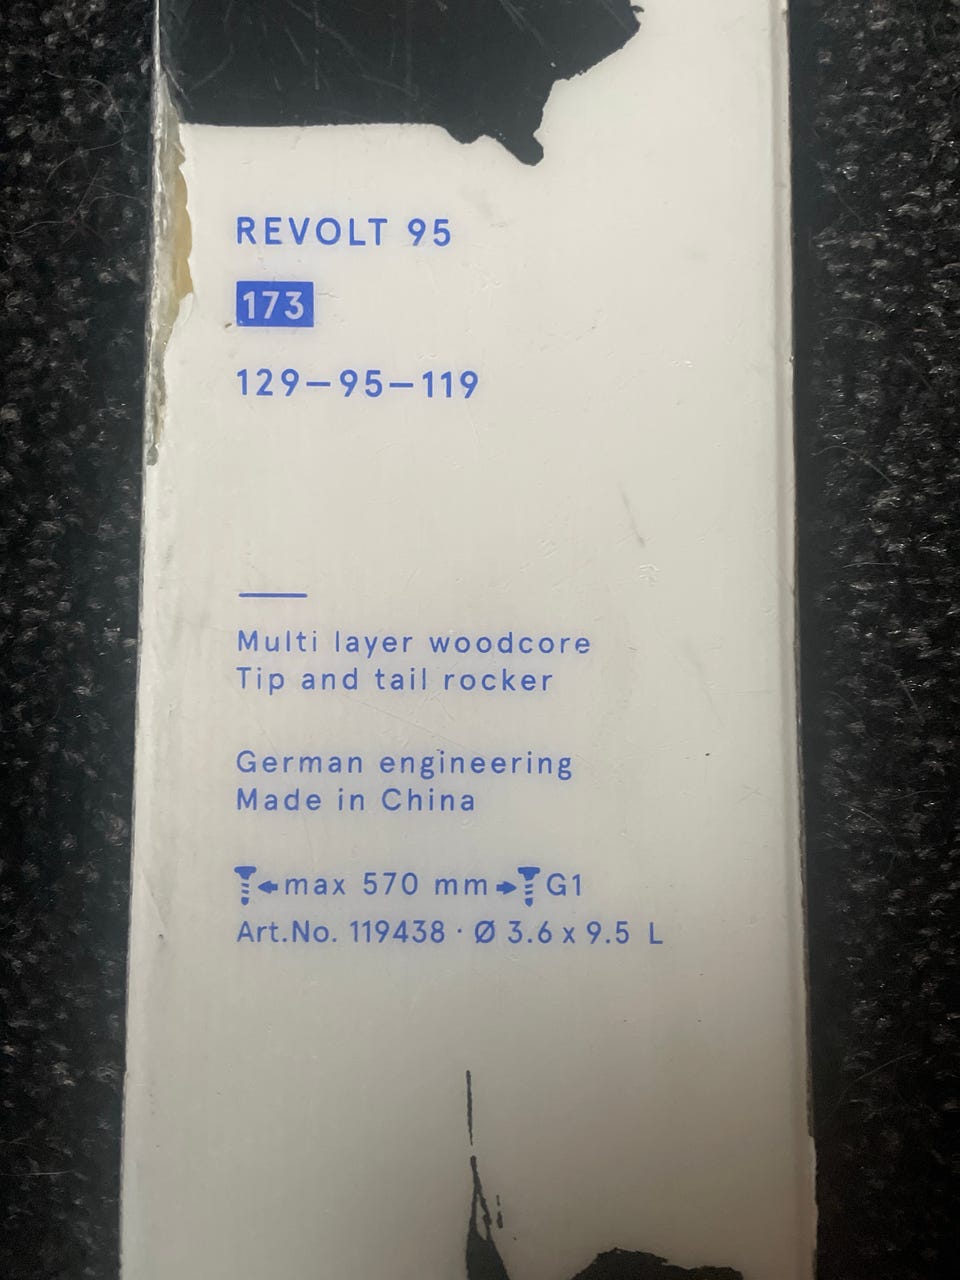 REVOLT 95
173
129–95–119
Multi layer woodcore
Tip and tail rocker
German engineering
Made in China
max 570 mm G1
Art.No. 119438 · Ø 3.6 x 9.5 L